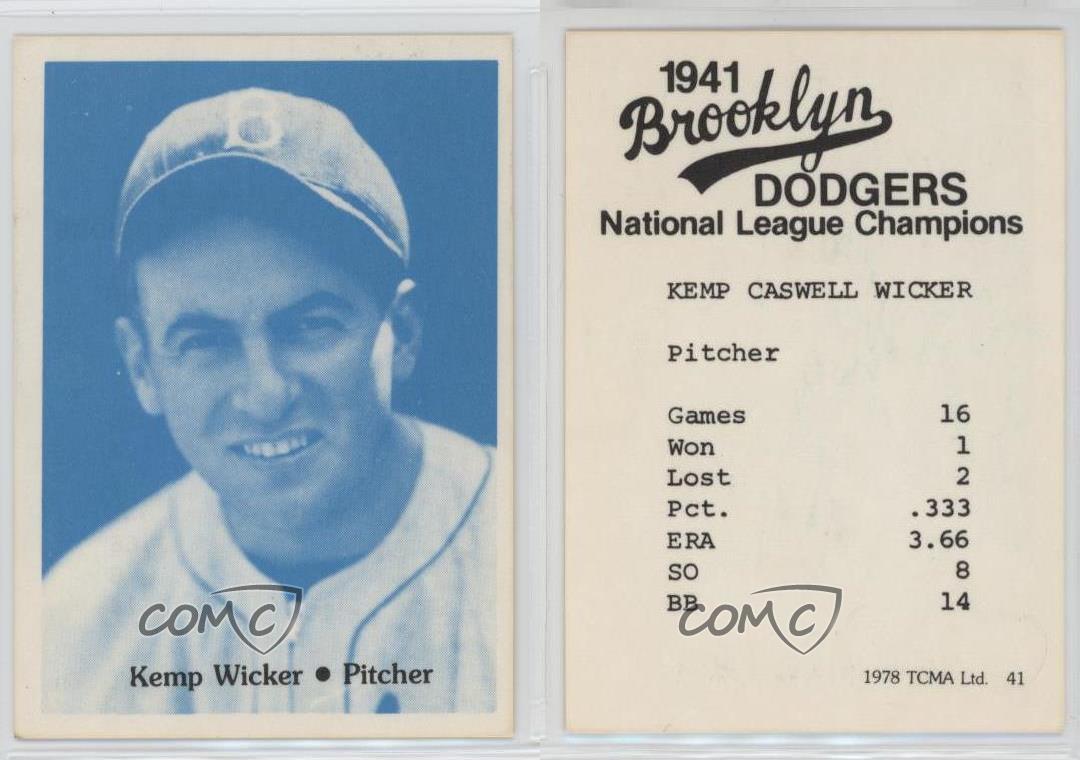 B
COMC
Kemp Wicker • Pitcher
1941
Brooklyn
DODGERS
National League Champions
KEMP CASWELL WICKER
Pitcher
Games 16
Won 1
Lost 2
Pct. .333
ERA 3.66
SO 8
BB 14
COMC
1978 TCMA Ltd. 41